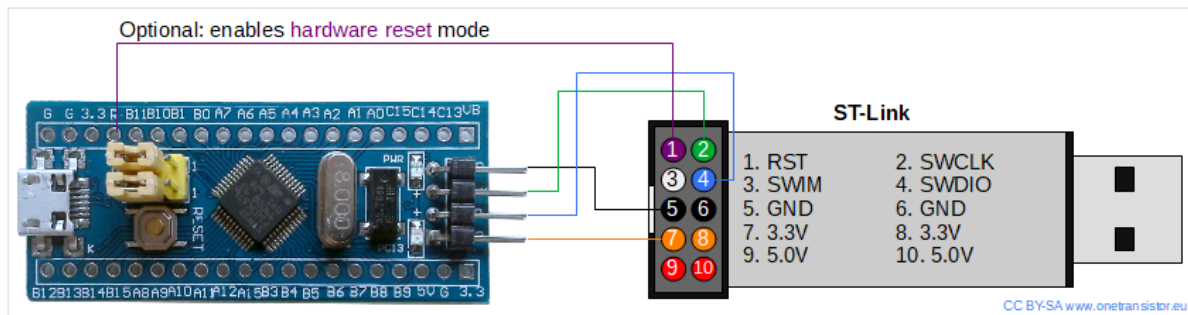 Optional: enables hardware reset mode
G G 3.3 R B11 B10 B1 B0 A7 A6 A5 A4 A3 A2 A1 A0 C15 C14 C13 VB
PWR
1
1
8.000
RESET
PC13
K
B12 B13 B14 B15 A8 A9 A10 A11 A12 A15 B3 B4 B5 B6 B7 B8 B9 5V G 3.3
ST-Link
1 2
3 4
5 6
7 8
9 10
1. RST 2. SWCLK
3. SWIM 4. SWDIO
5. GND 6. GND
7. 3.3V 8. 3.3V
9. 5.0V 10. 5.0V
CC BY-SA www.onetransistor.eu